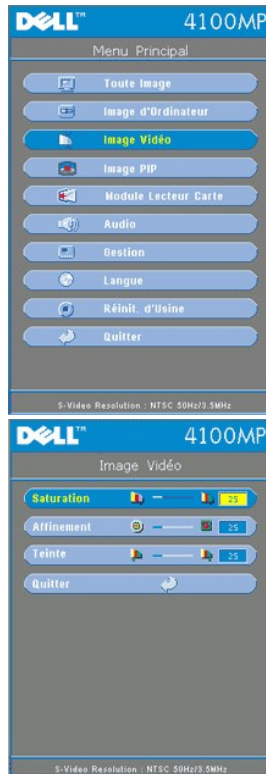 DELL™ 4100MP
Menu Principal
Toute Image
Image d'Ordinateur
Image Vidéo
Image PIP
Module Lecteur Carte
Audio
Gestion
Langue
Réinit. d'Usine
Quitter
S-Video Resolution : NTSC 50Hz/3.5MHz
DELL™ 4100MP
Image Vidéo
Saturation 25
Affinement 25
Teinte 25
Quitter
S-Video Resolution : NTSC 50Hz/3.5MHz